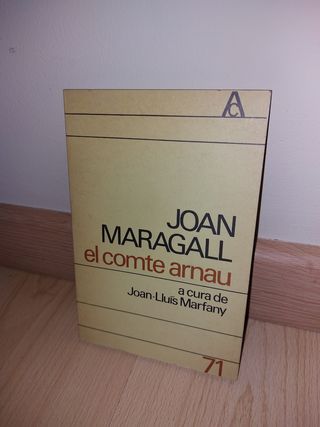 AC
JOAN
MARAGALL
el comte arnau
a cura de
Joan-Lluís Marfany
71